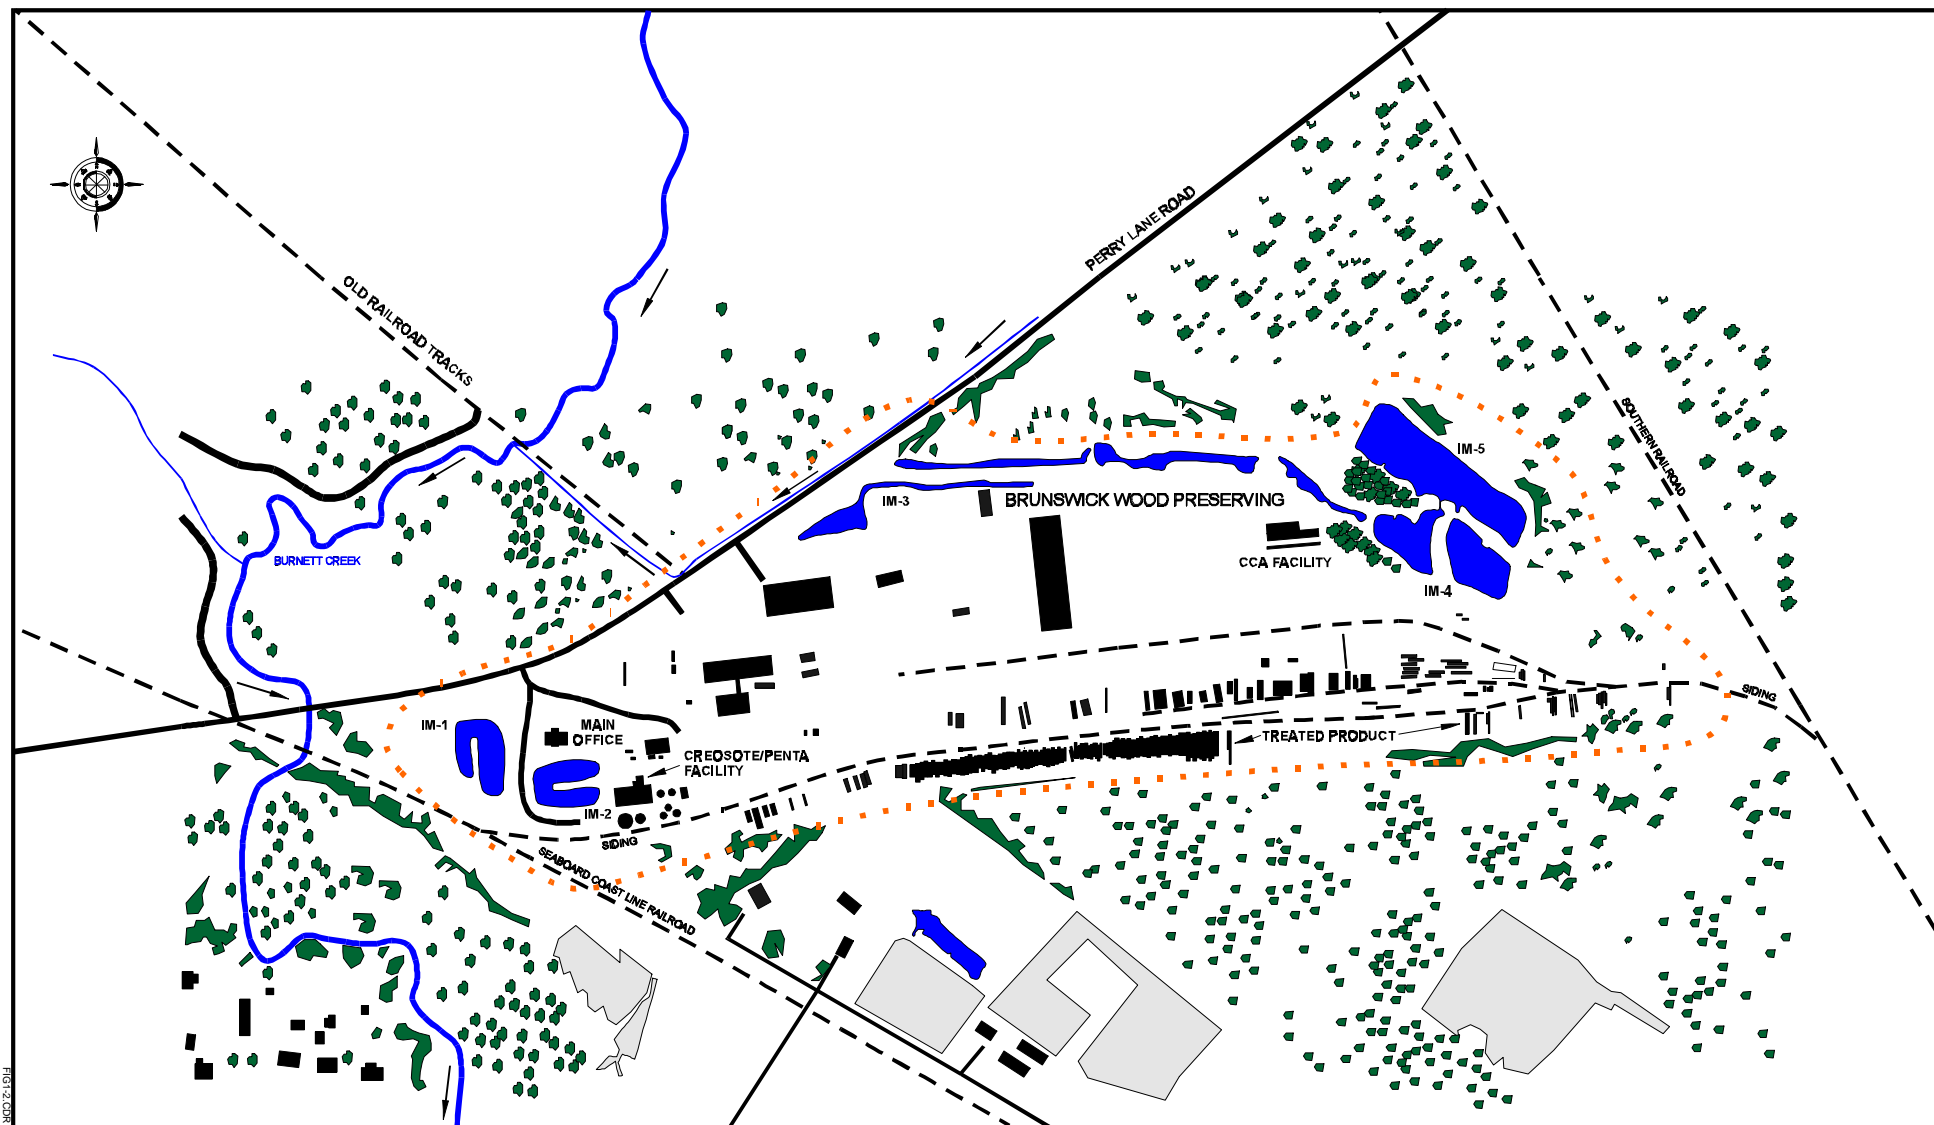 PERRY LANE ROAD
OLD RAILROAD TRACKS
SOUTHERN RAILROAD
IM-5
IM-3
BRUNSWICK WOOD PRESERVING
BURNETT CREEK
CCA FACILITY
IM-4
SIDING
IM-1
MAIN
OFFICE
TREATED PRODUCT
CREOSOTE/PENTA
FACILITY
IM-2
SIDING
SEABOARD COAST LINE RAILROAD
FIG1-2.CDR